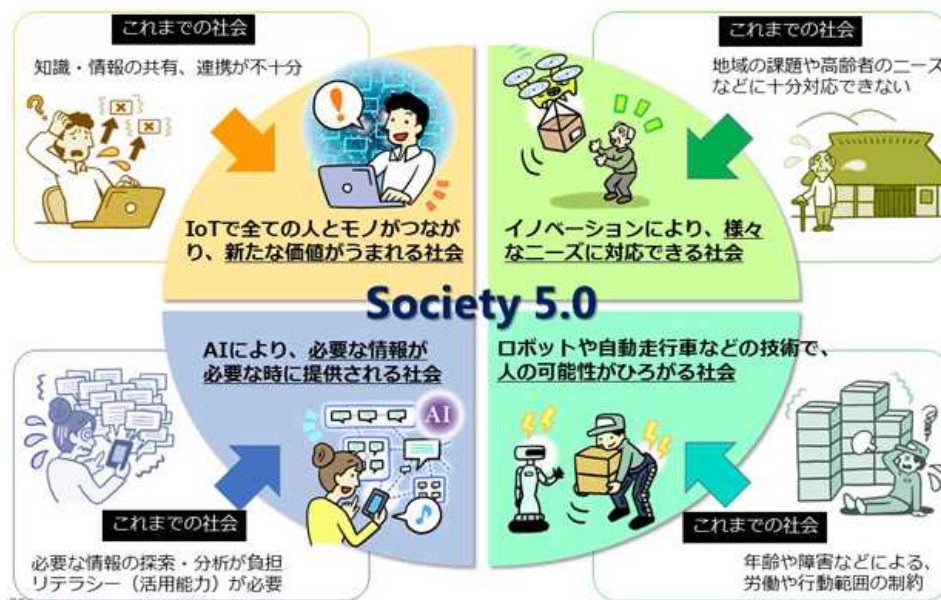 これまでの社会
知識・情報の共有、連携が不十分
IoTで全ての人とモノがつなが
り、新たな価値がうまれる社会
これまでの社会
地域の課題や高齢者のニーズ
などに十分対応できない
イノベーションにより、様々
なニーズに対応できる社会
Society 5.0
AIにより、必要な情報が
必要な時に提供される社会
AI
これまでの社会
必要な情報の探索・分析が負担
リテラシー（活用能力）が必要
ロボットや自動走行車などの技術で、
人の可能性がひろがる社会
これまでの社会
年齢や障害などによる、
労働や行動範囲の制約